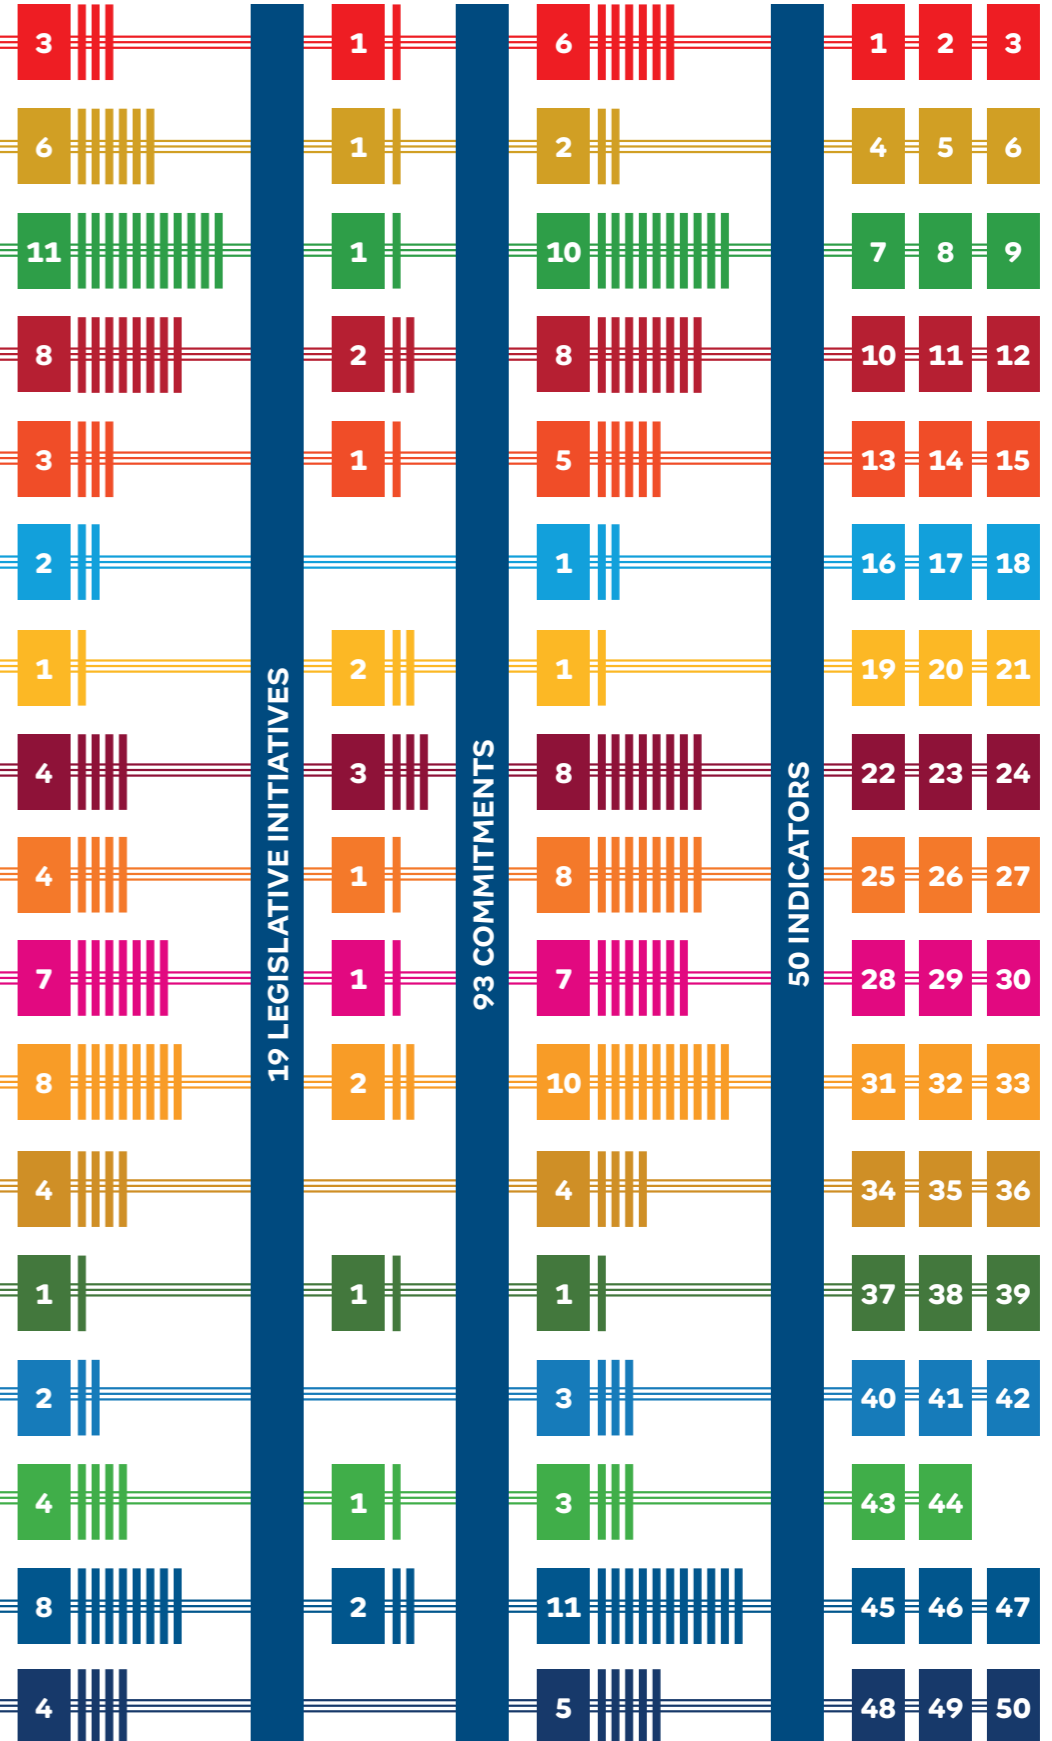 3 1 6 1 2 3
6 1 2 4 5 6
11 1 10 7 8 9
8 2 8 10 11 12
3 1 5 13 14 15
2 1 16 17 18
1 2 1 19 20 21
4 3 8 22 23 24
4 1 8 25 26 27
7 1 7 28 29 30
8 2 10 31 32 33
4 4 34 35 36
1 1 1 37 38 39
2 3 40 41 42
4 1 3 43 44
8 2 11 45 46 47
4 5 48 49 50
19 LEGISLATIVE INITIATIVES
93 COMMITMENTS
50 INDICATORS